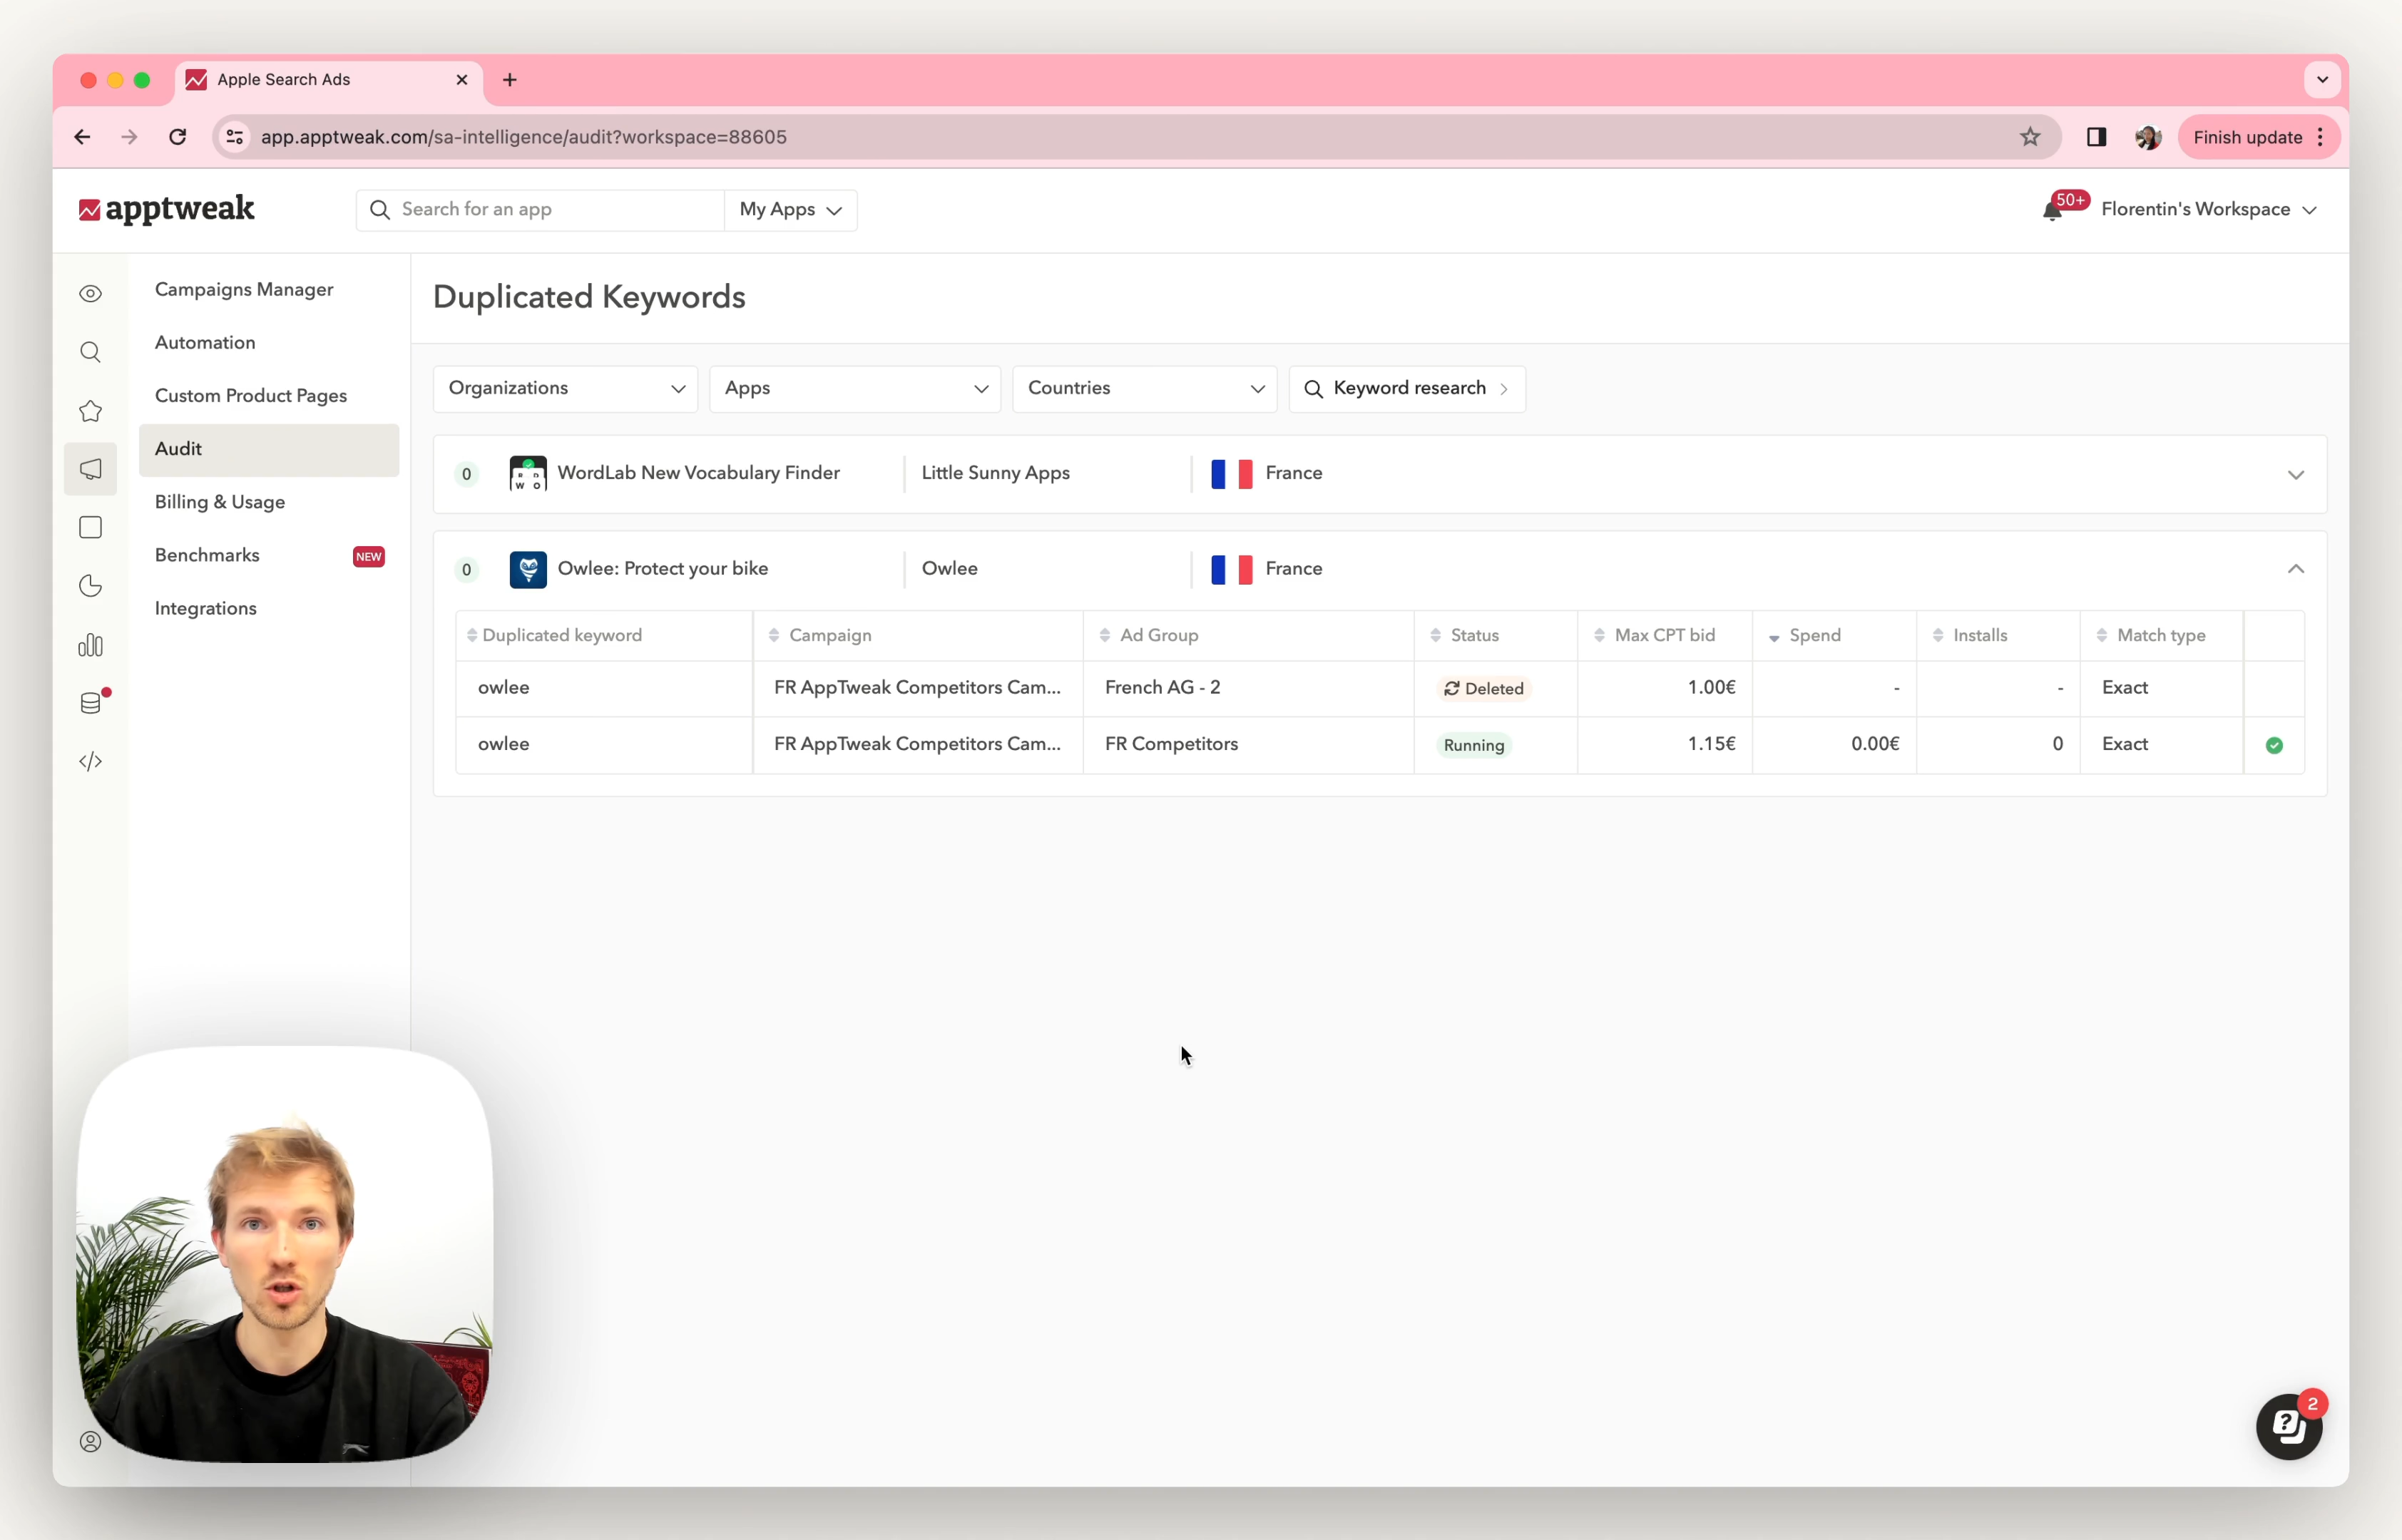 Apple Search Ads
app.apptweak.com/sa-intelligence/audit?workspace=88605
Finish update
apptweak
Search for an app
My Apps
50+
Florentin's Workspace
Campaigns Manager
Automation
Custom Product Pages
Audit
Billing & Usage
Benchmarks NEW
Integrations
Duplicated Keywords
Organizations Apps Countries Keyword research
0 WordLab New Vocabulary Finder Little Sunny Apps France
0 Owlee: Protect your bike Owlee France
Duplicated keyword Campaign Ad Group Status Max CPT bid Spend Installs Match type
owlee FR AppTweak Competitors Cam... French AG - 2 Deleted 1.00€ - - Exact
owlee FR AppTweak Competitors Cam... FR Competitors Running 1.15€ 0.00€ 0 Exact
2